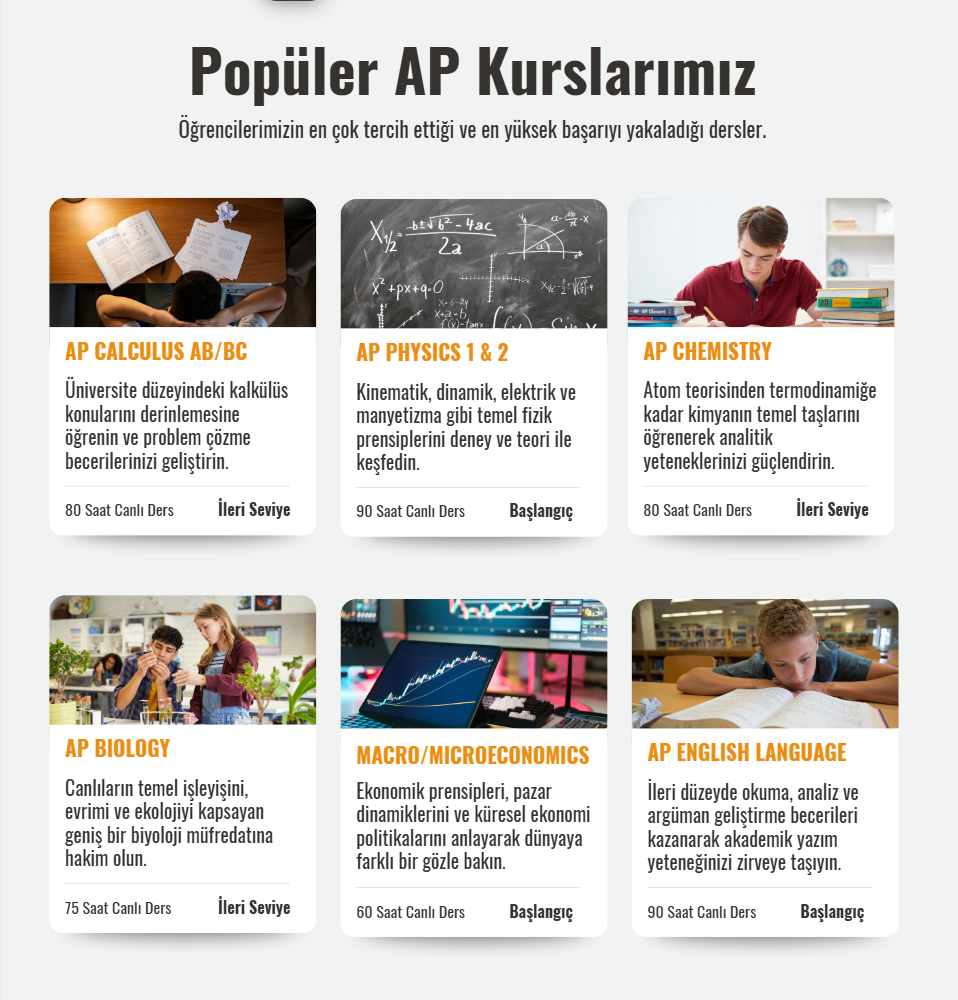 Popüler AP Kurslarımız
Öğrencilerimizin en çok tercih ettiği ve en yüksek başarıyı yakaladığı dersler.
AP CALCULUS AB/BC
Üniversite düzeyindeki kalkülüs
konularını derinlemesine
öğrenin ve problem çözme
becerilerinizi geliştirin.
80 Saat Canlı Ders
İleri Seviye
AP PHYSICS 1 & 2
Kinematik, dinamik, elektrik ve
manyetizma gibi temel fizik
prensiplerini deney ve teori ile
keşfedin.
90 Saat Canlı Ders
Başlangıç
AP CHEMISTRY
Atom teorisinden termodinamiğe
kadar kimyanın temel taşlarını
öğrenerek analitik
yeteneklerinizi güçlendirin.
80 Saat Canlı Ders
İleri Seviye
AP BIOLOGY
Canlıların temel işleyişini,
evrimi ve ekolojiyi kapsayan
geniş bir biyoloji müfredatına
hakim olun.
75 Saat Canlı Ders
İleri Seviye
MACRO/MICROECONOMICS
Ekonomik prensipleri, pazar
dinamiklerini ve küresel ekonomi
politikalarını anlayarak dünyaya
farklı bir gözle bakın.
60 Saat Canlı Ders
Başlangıç
AP ENGLISH LANGUAGE
İleri düzeyde okuma, analiz ve
argüman geliştirme becerileri
kazanarak akademik yazım
yeteneğinizi zirveye taşıyın.
90 Saat Canlı Ders
Başlangıç